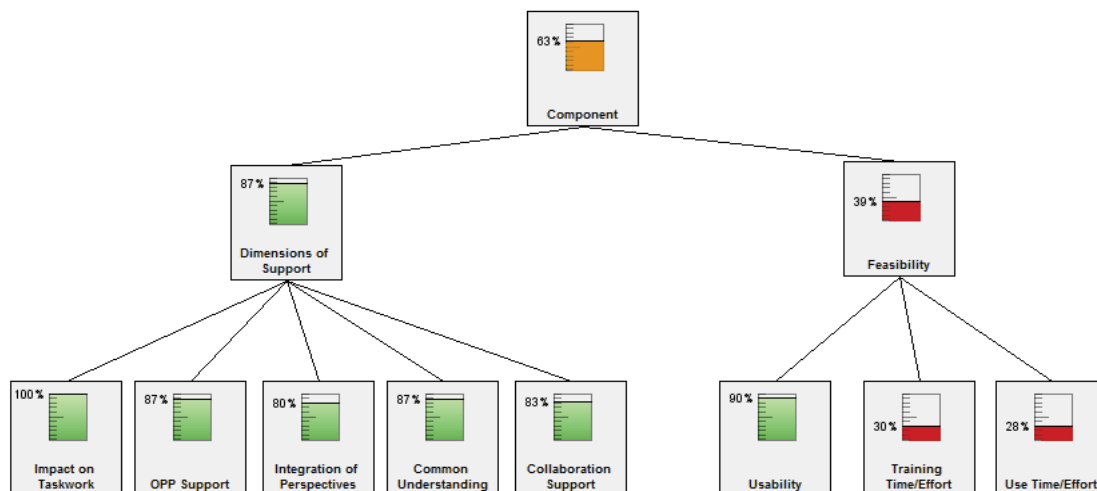 63%
Component
87%
Dimensions of
Support
39%
Feasibility
100%
Impact on
Taskwork
87%
OPP Support
80%
Integration of
Perspectives
87%
Common
Understanding
83%
Collaboration
Support
90%
Usability
30%
Training
Time/Effort
28%
Use Time/Effort